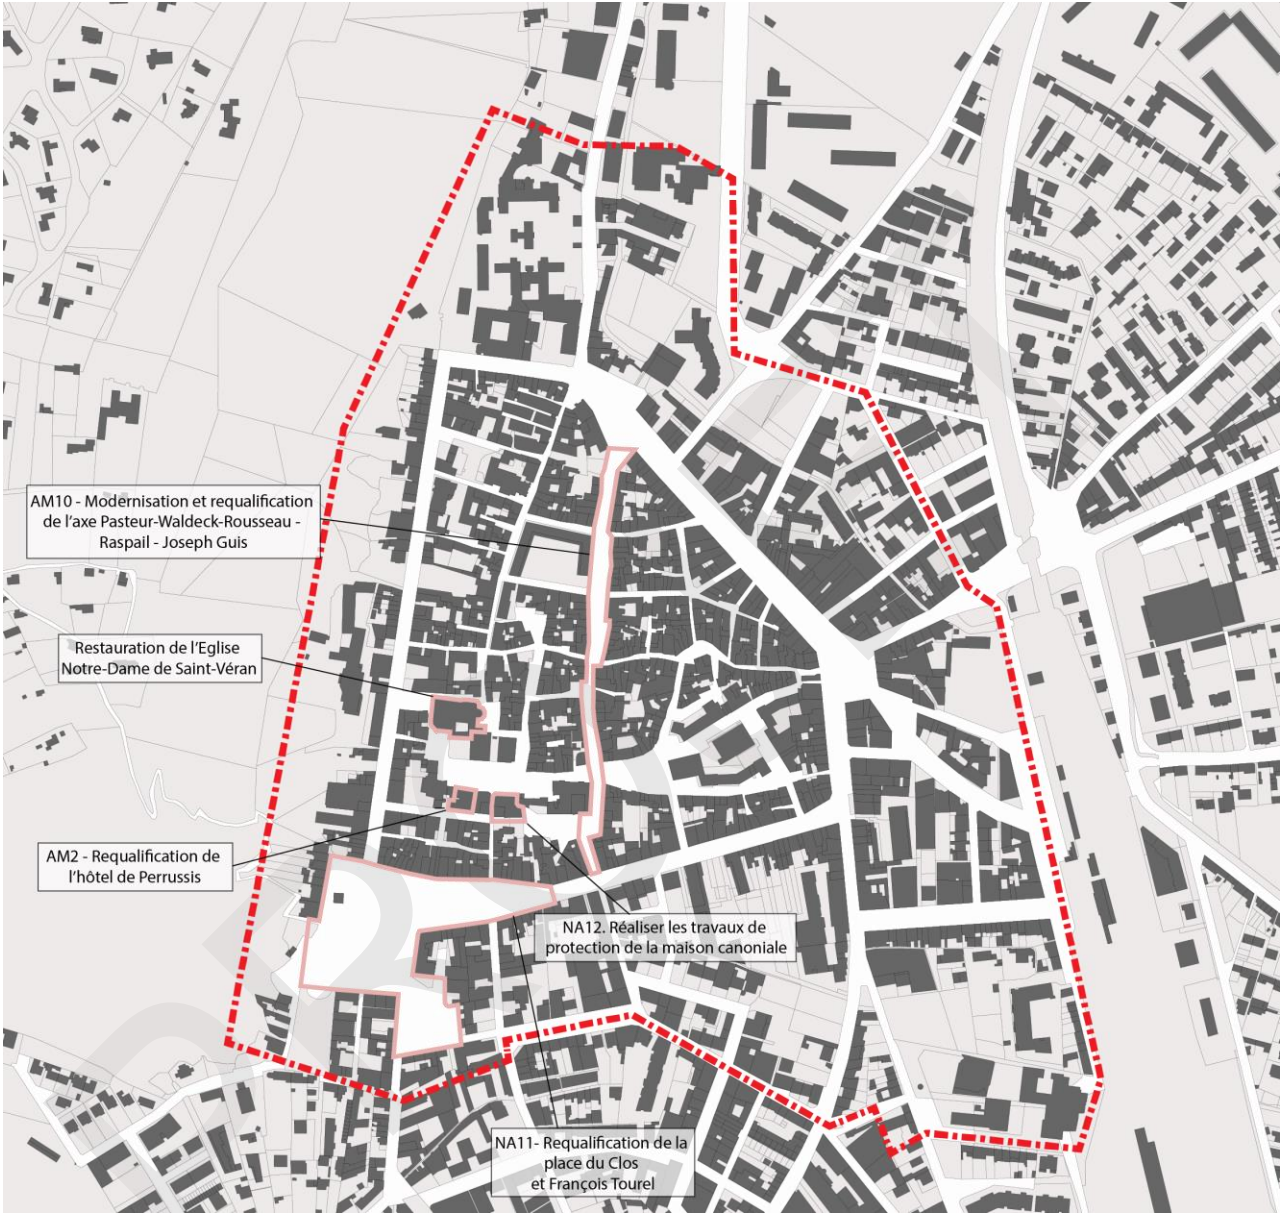 AM10 - Modernisation et requalification
de l'axe Pasteur-Waldeck-Rousseau -
Raspail - Joseph Guis
Restauration de l'Eglise
Notre-Dame de Saint-Véran
AM2 - Requalification de
l'hôtel de Perrussis
NA12. Réaliser les travaux de
protection de la maison canoniale
NA11- Requalification de la
place du Clos
et François Tourel